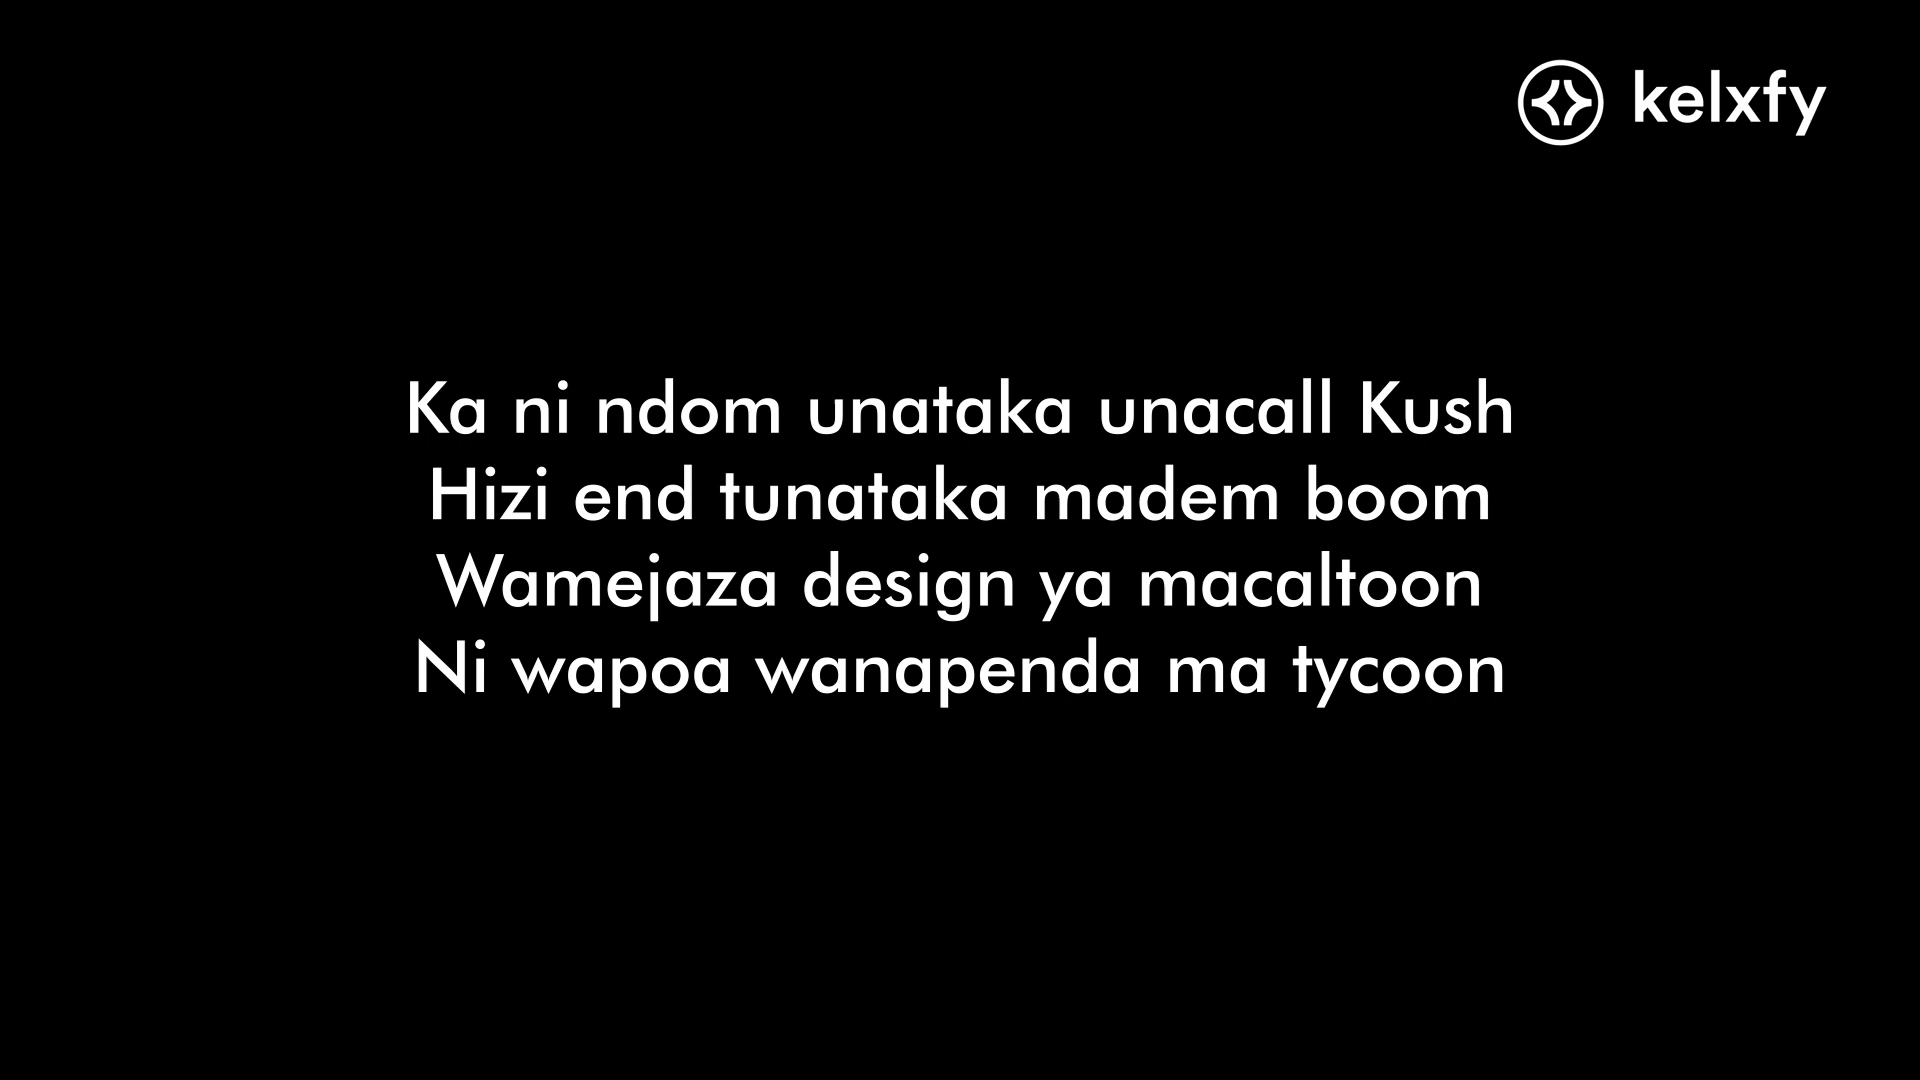 kelxfy
Ka ni ndom unataka unacall Kush
Hizi end tunataka madem boom
Wamejaza design ya macaltoon
Ni wapoa wanapenda ma tycoon